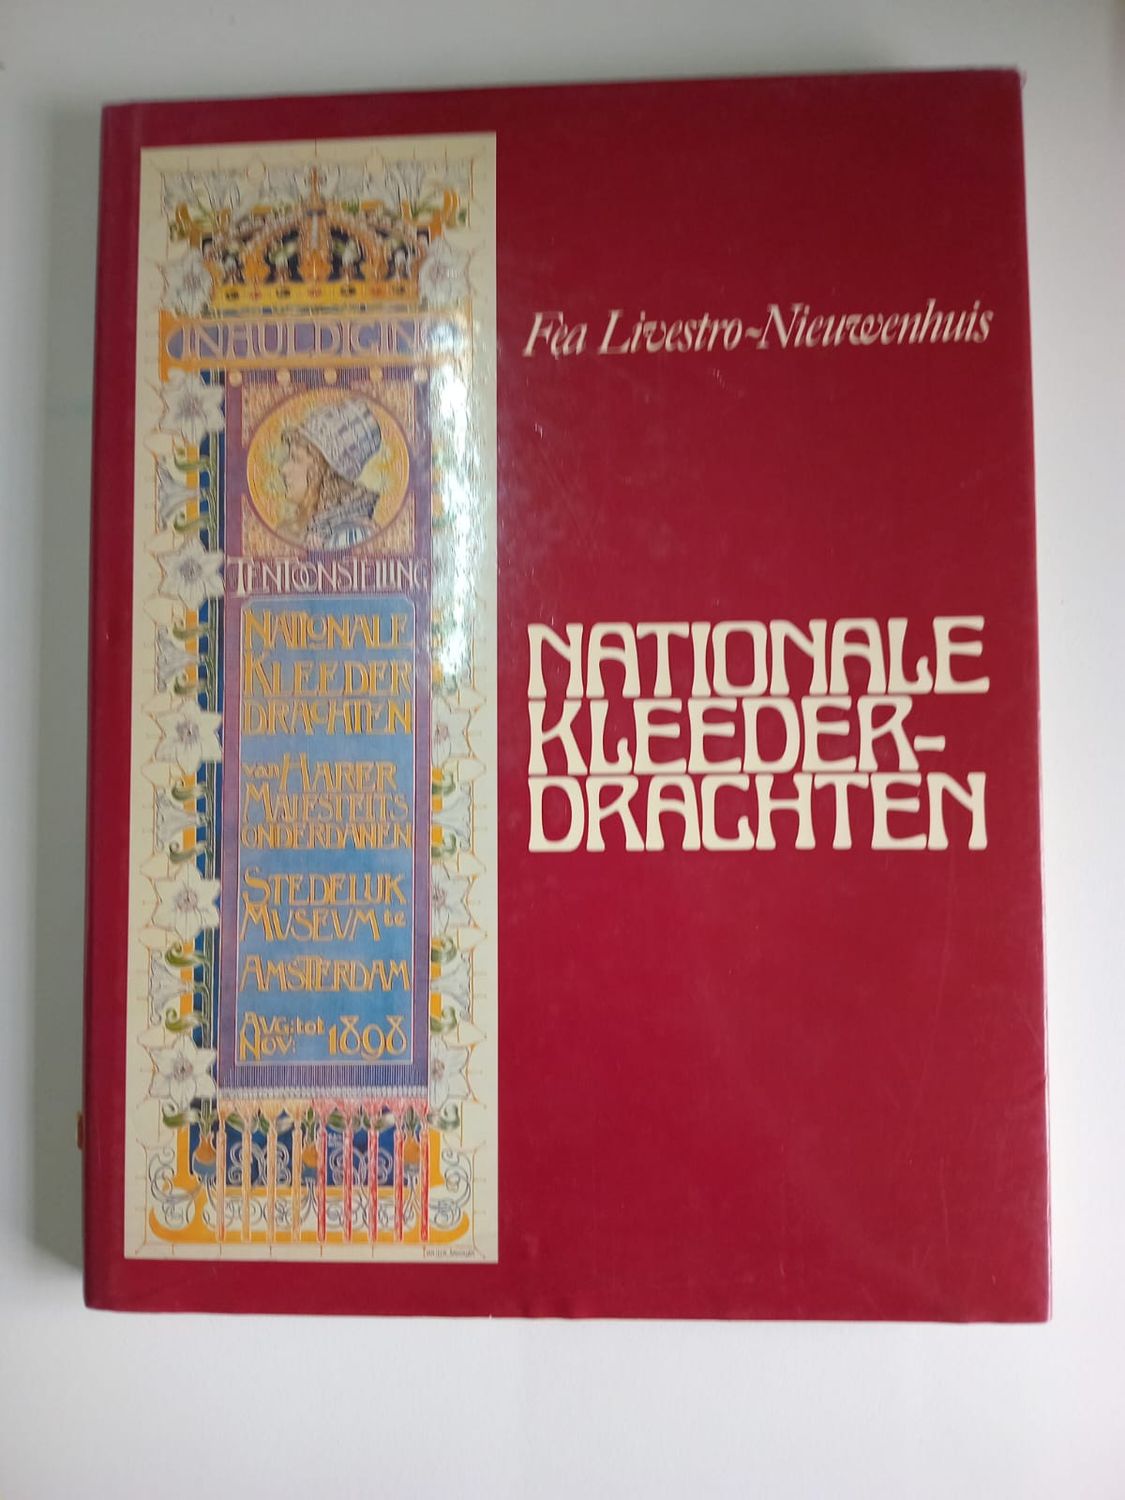 INHULDIGING
TENTOONSTELLING
NATIONALE
KLEEDER
DRACHTEN
van HARER
MAJESTEITS
ONDERDANEN
STEDELIJK
MUSEUM te
AMSTERDAM
AUG: tot
NOV: 1898
Fea Livestro-Nieuwenhuis
NATIONALE
KLEEDER-
DRACHTEN